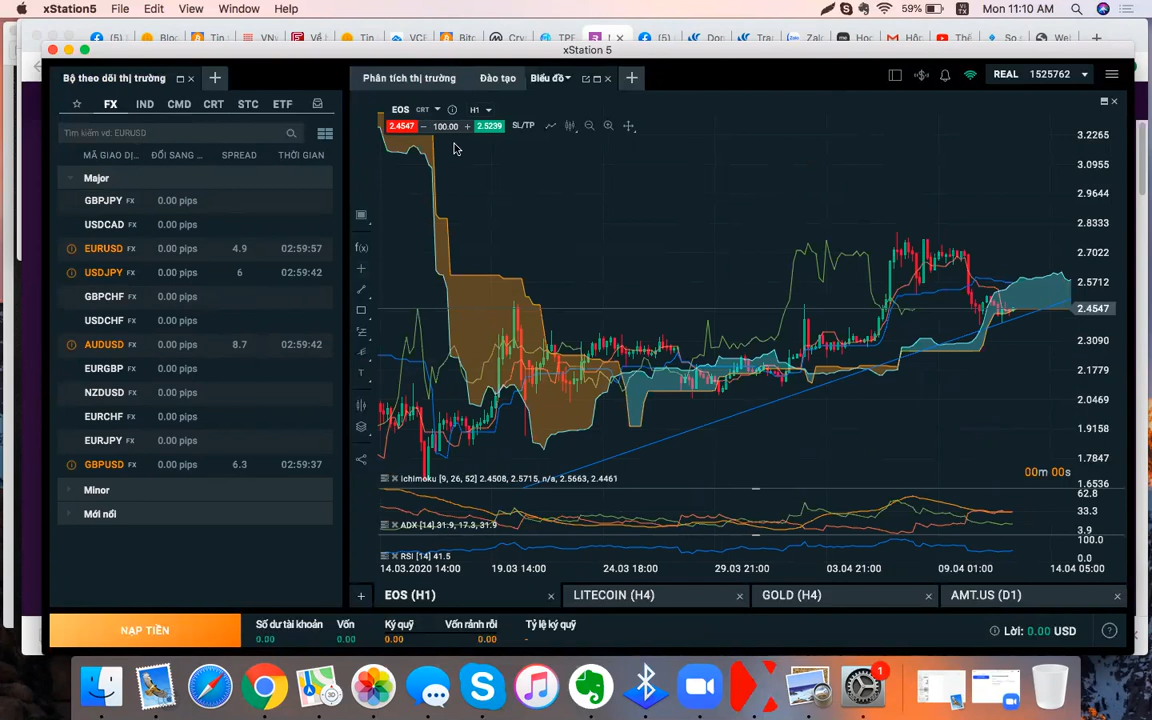 xStation5 File Edit View Window Help
59% Mon 11:10 AM
xStation 5
Bộ theo dõi thị trường
Phân tích thị trường Đào tạo Biểu đồ
REAL 1525762
FX IND CMD CRT STC ETF
Tìm kiếm vd: EURUSD
MÃ GIAO DỊ... ĐỔI SANG ... SPREAD THỜI GIAN
Major
GBPJPY FX 0.00 pips
USDCAD FX 0.00 pips
EURUSD FX 0.00 pips 4.9 02:59:57
USDJPY FX 0.00 pips 6 02:59:42
GBPCHF FX 0.00 pips
USDCHF FX 0.00 pips
AUDUSD FX 0.00 pips 8.7 02:59:42
EURGBP FX 0.00 pips
NZDUSD FX 0.00 pips
EURCHF FX 0.00 pips
EURJPY FX 0.00 pips
GBPUSD FX 0.00 pips 6.3 02:59:37
Minor
Mới nổi
EOS CRT H1
2.4547 – 100.00 + 2.5239 SL/TP
3.2265
3.0955
2.9644
2.8333
2.7022
2.5712
2.4547
2.3090
2.1779
2.0469
1.9158
1.7847
1.6536
00m 00s
Ichimoku [9, 26, 52] 2.4508, 2.5715, n/a, 2.5663, 2.4461
62.8
33.3
3.9
ADX [14] 31.9, 17.3, 31.9
100.0
0.0
RSI [14] 41.5
14.03.2020 14:00 19.03 14:00 24.03 18:00 29.03 21:00 03.04 21:00 09.04 01:00 14.04 05:00
EOS (H1) LITECOIN (H4) GOLD (H4) AMT.US (D1)
NẠP TIỀN
Số dư tài khoản Vốn Ký quỹ Vốn rảnh rỗi Tỷ lệ ký quỹ
0.00 0.00 0.00 0.00 -
Lời: 0.00 USD
1